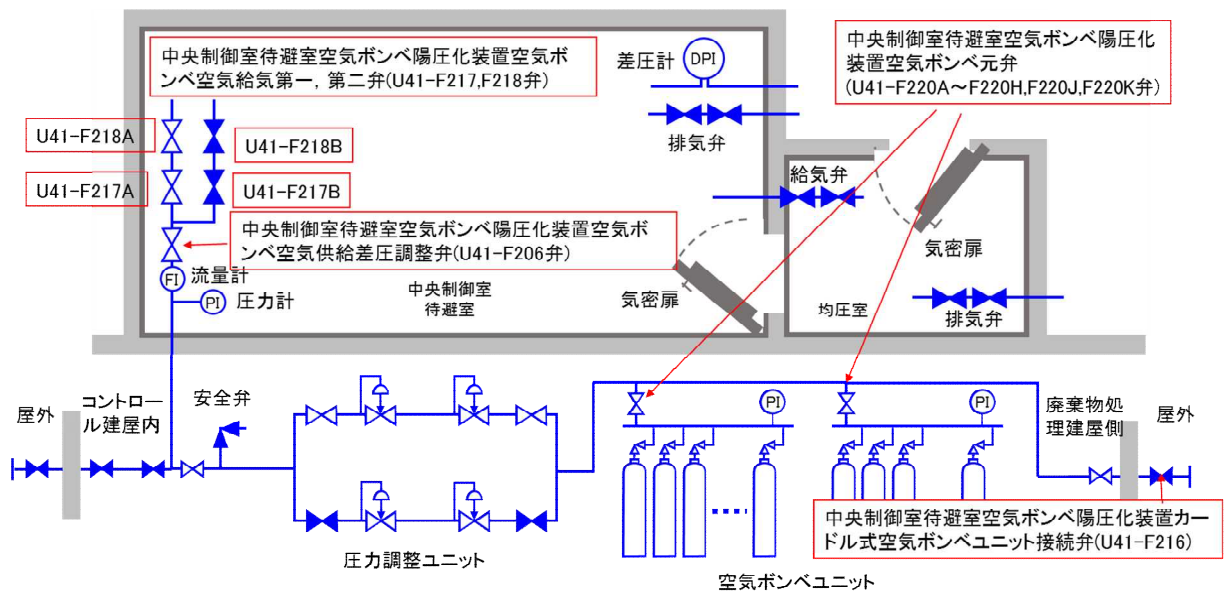 中央制御室待避室空気ボンベ陽圧化装置空気ボ
ンベ空気給気第一，第二弁(U41-F217,F218弁)
差圧計
DPI
中央制御室待避室空気ボンベ陽圧化
装置空気ボンベ元弁
(U41-F220A～F220H,F220J,F220K弁)
U41-F218A
U41-F218B
排気弁
U41-F217A
U41-F217B
給気弁
中央制御室待避室空気ボンベ陽圧化装置空気ボ
ンベ空気供給差圧調整弁(U41-F206弁)
気密扉
FI
流量計
PI
圧力計
中央制御室
待避室
気密扉
均圧室
排気弁
屋外
コントロー
ル建屋内
安全弁
PI
PI
廃棄物処
理建屋側
屋外
中央制御室待避室空気ボンベ陽圧化装置カー
ドル式空気ボンベユニット接続弁(U41-F216)
圧力調整ユニット
空気ボンベユニット